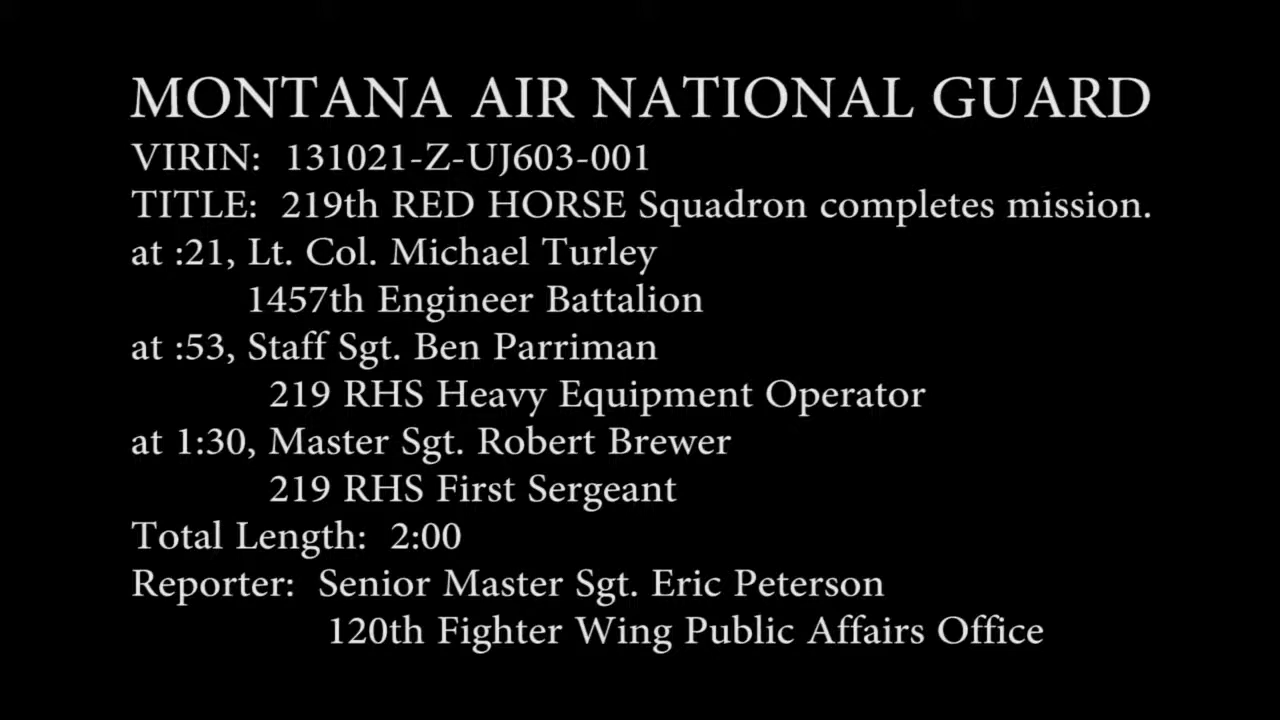 MONTANA AIR NATIONAL GUARD
VIRIN: 131021-Z-UJ603-001
TITLE: 219th RED HORSE Squadron completes mission.
at :21, Lt. Col. Michael Turley
1457th Engineer Battalion
at :53, Staff Sgt. Ben Parriman
219 RHS Heavy Equipment Operator
at 1:30, Master Sgt. Robert Brewer
219 RHS First Sergeant
Total Length: 2:00
Reporter: Senior Master Sgt. Eric Peterson
120th Fighter Wing Public Affairs Office